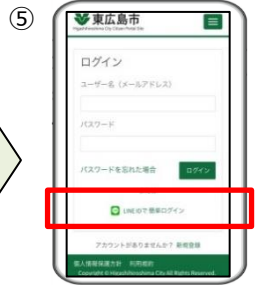 ⑤
東広島市
Higashihiroshima City Citizen Portal Site
ログイン
ユーザー名（メールアドレス）
パスワード
パスワードを忘れた場合 ログイン
LINE IDで簡単ログイン
アカウントがありませんか？ 新規登録
個人情報保護方針 利用規約
Copyright © Higashihiroshima City All Rights Reserved.